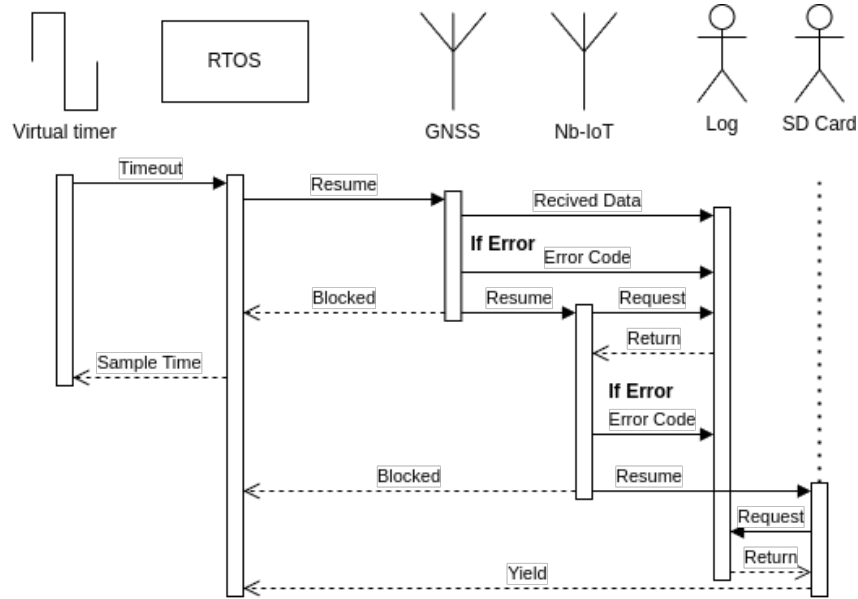 RTOS
Virtual timer
GNSS
Nb-IoT
Log
SD Card
Timeout
Resume
Recived Data
If Error
Error Code
Blocked
Resume
Request
Return
Sample Time
If Error
Error Code
Blocked
Resume
Request
Return
Yield